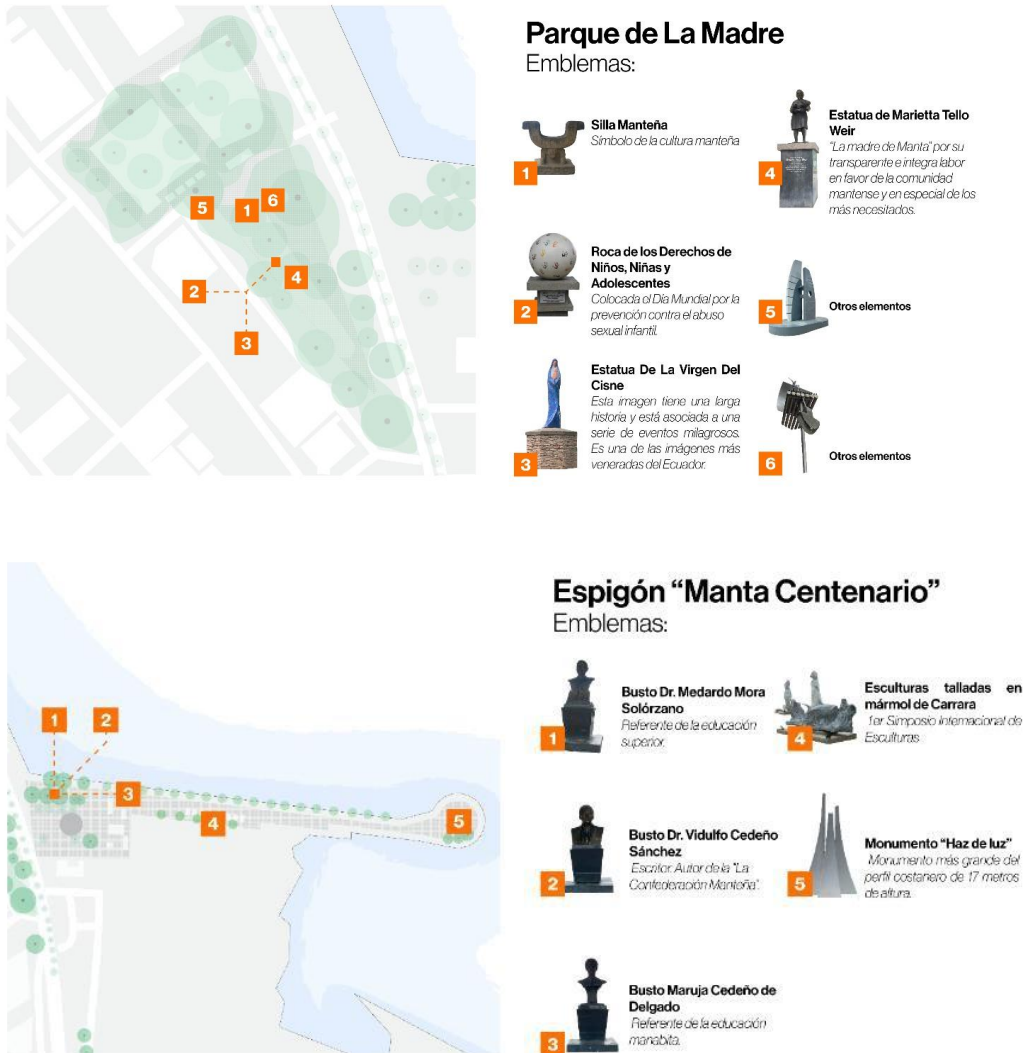 Parque de La Madre
Emblemas:
Silla Manteña
Símbolo de la cultura manteña
1
Estatua de Marietta Tello
Weir
"La madre de Manta" por su
transparente e integra labor
en favor de la comunidad
mantense y en especial de los
más necesitados.
4
Roca de los Derechos de
Niños, Niñas y
Adolescentes
Colocada el Día Mundial por la
prevención contra el abuso
sexual infantil.
2
Otros elementos
5
Estatua De La Virgen Del
Cisne
Esta imagen tiene una larga
historia y está asociada a una
serie de eventos milagrosos.
Es una de las imágenes más
veneradas del Ecuador.
3
Otros elementos
6
5
1
6
4
2
3
Espigón “Manta Centenario”
Emblemas:
Busto Dr. Medardo Mora
Solórzano
Referente de la educación
superior.
1
Esculturas talladas en
mármol de Carrara
1er Simposio Internacional de
Esculturas
4
Busto Dr. Vidulfo Cedeño
Sánchez
Escritor. Autor de la "La
Confederación Manteña".
2
Monumento “Haz de luz”
Monumento más grande del
perfil costanero de 17 metros
de altura.
5
Busto Maruja Cedeño de
Delgado
Referente de la educación
manabita.
3
1
2
3
4
5